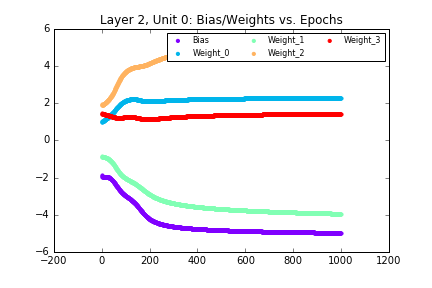 Layer 2, Unit 0: Bias/Weights vs. Epochs
6
4
2
0
−2
−4
−6
Bias Weight_1 Weight_3
Weight_0 Weight_2
−200 0 200 400 600 800 1000 1200